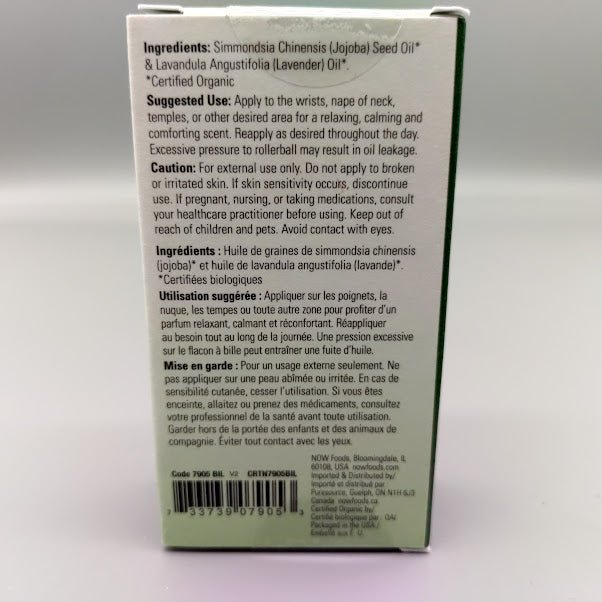 Ingredients: Simmondsia Chinensis (Jojoba) Seed Oil*
& Lavandula Angustifolia (Lavender) Oil*.
*Certified Organic
Suggested Use: Apply to the wrists, nape of neck,
temples, or other desired area for a relaxing, calming and
comforting scent. Reapply as desired throughout the day.
Excessive pressure to rollerball may result in oil leakage.
Caution: For external use only. Do not apply to broken
or irritated skin. If skin sensitivity occurs, discontinue
use. If pregnant, nursing, or taking medications, consult
your healthcare practitioner before using. Keep out of
reach of children and pets. Avoid contact with eyes.
Ingrédients : Huile de graines de simmondsia chinensis
(jojoba)* et huile de lavandula angustifolia (lavande)*.
*Certifiées biologiques
Utilisation suggérée : Appliquer sur les poignets, la
nuque, les tempes ou toute autre zone pour profiter d'un
parfum relaxant, calmant et réconfortant. Réappliquer
au besoin tout au long de la journée. Une pression excessive
sur le flacon à bille peut entraîner une fuite d'huile.
Mise en garde : Pour un usage externe seulement. Ne
pas appliquer sur une peau abîmée ou irritée. En cas de
sensibilité cutanée, cesser l'utilisation. Si vous êtes
enceinte, allaitez ou prenez des médicaments, consultez
votre professionnel de la santé avant toute utilisation.
Garder hors de la portée des enfants et des animaux de
compagnie. Éviter tout contact avec les yeux.
Code 7905 BIL V2 CRTN7905BIL
7 33739 07905 3
NOW Foods, Bloomingdale, IL
60108, USA nowfoods.com
Imported & Distributed by/
Importé et distribué par
Puresource, Guelph, ON N1H 6J3
Canada nowfoods.ca
Certified Organic by/
Certifié biologique par : QAI
Packaged in the USA /
Emballé aux É. U.